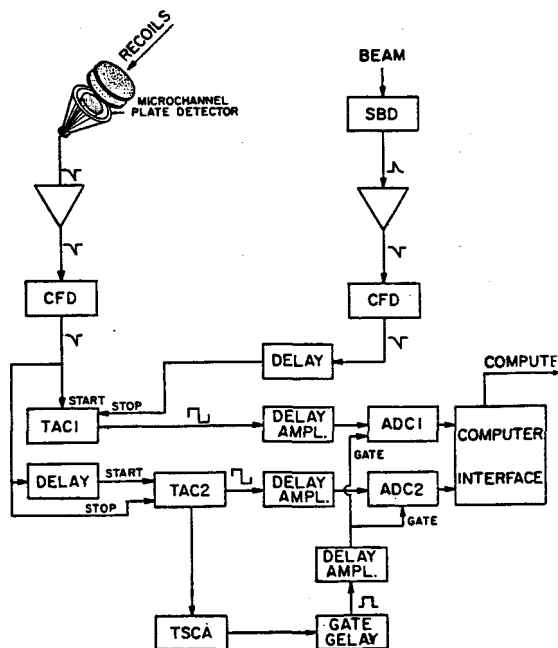 RECOILS
MICROCHANNEL
PLATE DETECTOR
BEAM
SBD
CFD
CFD
DELAY
COMPUTE
START
STOP
TAC1
DELAY
AMPL.
ADC1
GATE
COMPUTER
INTERFACE
DELAY
START
STOP
TAC2
DELAY
AMPL.
ADC2
GATE
DELAY
AMPL.
TSCA
GATE
GELAY